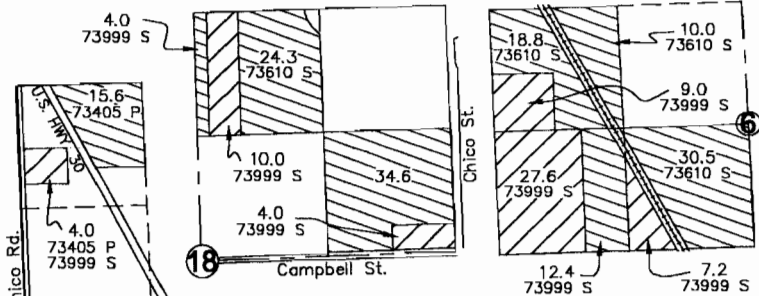 15.6
73405 P
U.S. HWY 30
4.0
73405 P
73999 S
Chico Rd.
4.0
73999 S
24.3
73610 S
10.0
73999 S
34.6
4.0
73999 S
18
Campbell St.
Chico St.
18.8
73610 S
10.0
73610 S
9.0
73999 S
6
27.6
73999 S
30.5
73610 S
12.4
73999 S
7.2
73999 S